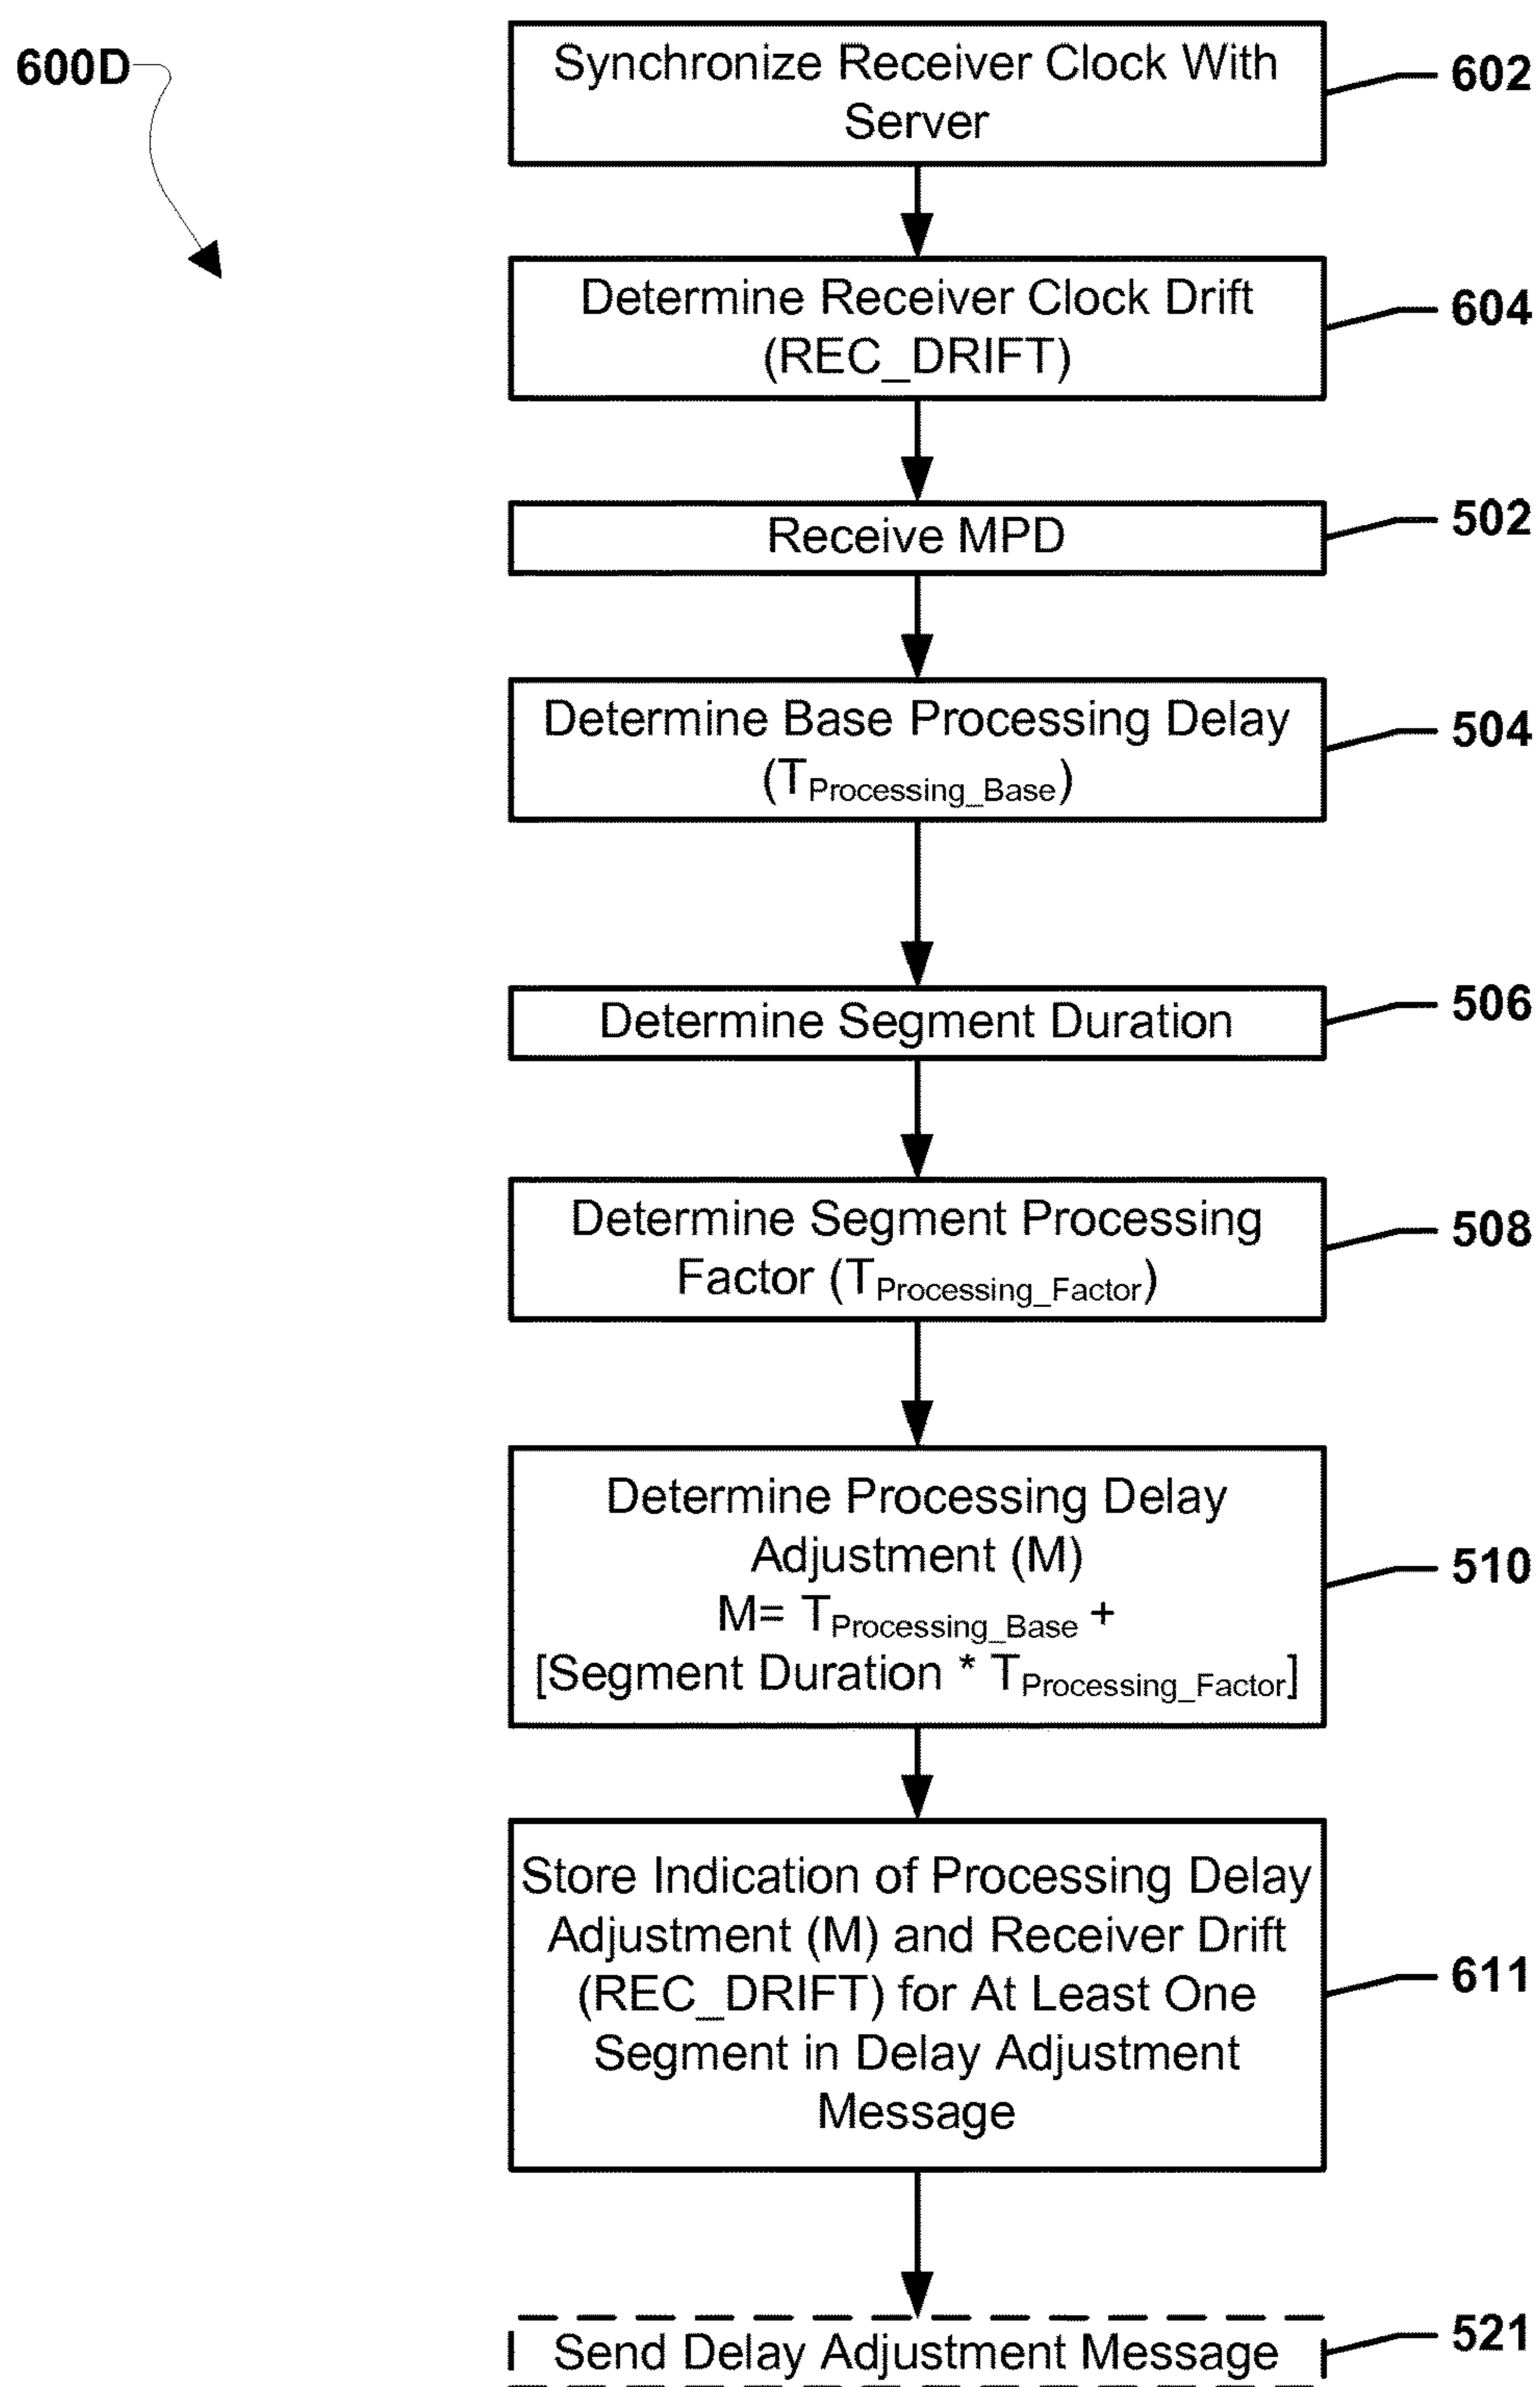 600D
Synchronize Receiver Clock With
Server
602
Determine Receiver Clock Drift
(REC_DRIFT)
604
Receive MPD
502
Determine Base Processing Delay
(TProcessing_Base)
504
Determine Segment Duration
506
Determine Segment Processing
Factor (TProcessing_Factor)
508
Determine Processing Delay
Adjustment (M)
M= TProcessing_Base +
[Segment Duration * TProcessing_Factor]
510
Store Indication of Processing Delay
Adjustment (M) and Receiver Drift
(REC_DRIFT) for At Least One
Segment in Delay Adjustment
Message
611
Send Delay Adjustment Message
521